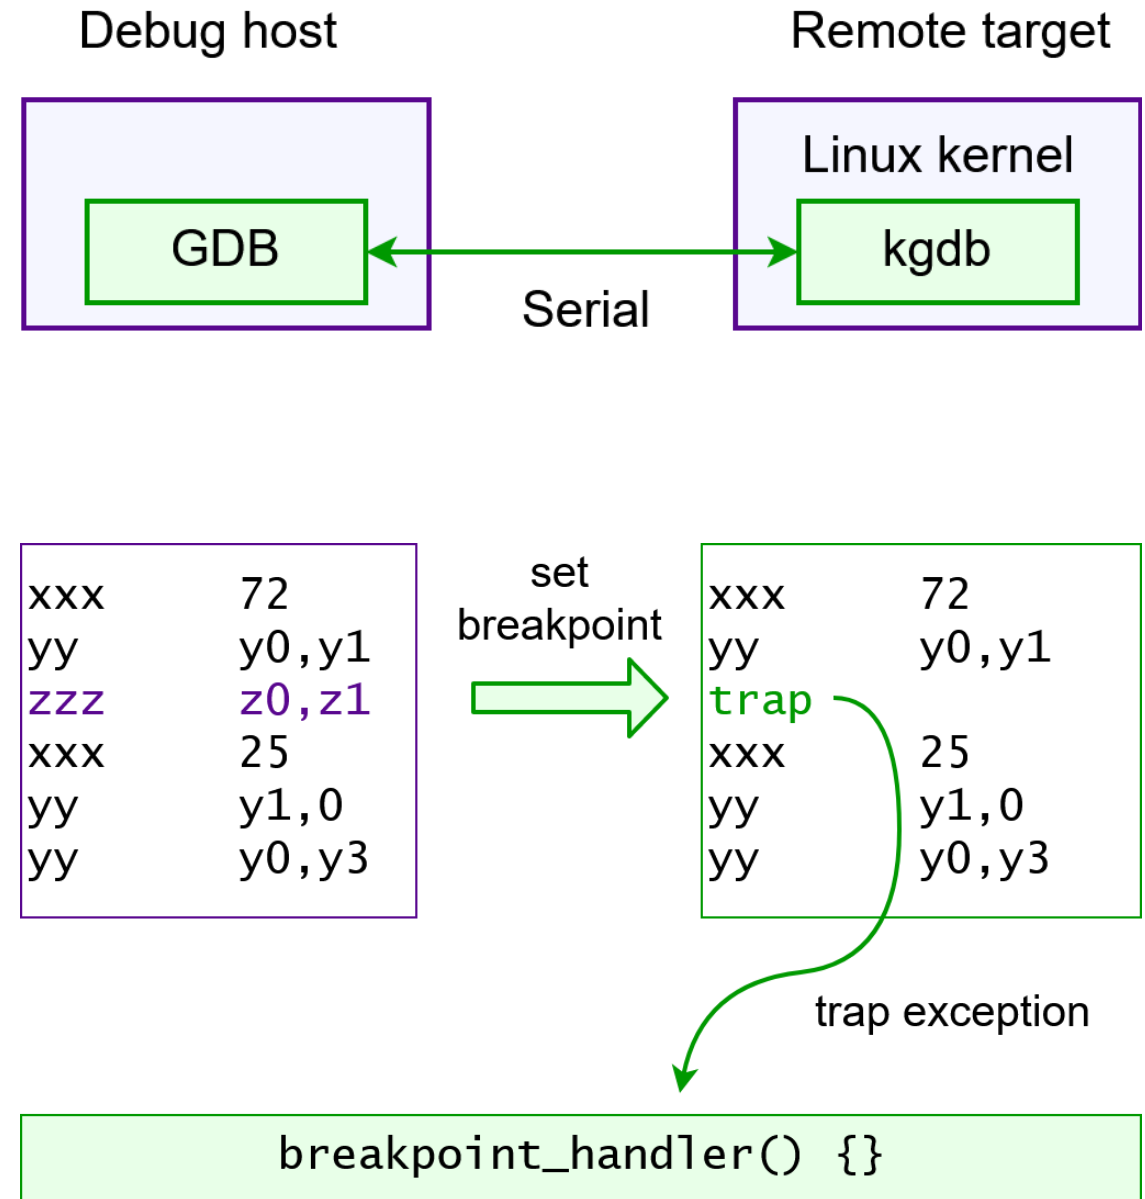 Debug host
Remote target
Linux kernel
GDB
kgdb
Serial
xxx 72
yy y0,y1
zzz z0,z1
xxx 25
yy y1,0
yy y0,y3
set
breakpoint
xxx 72
yy y0,y1
trap
xxx 25
yy y1,0
yy y0,y3
trap exception
breakpoint_handler() {}